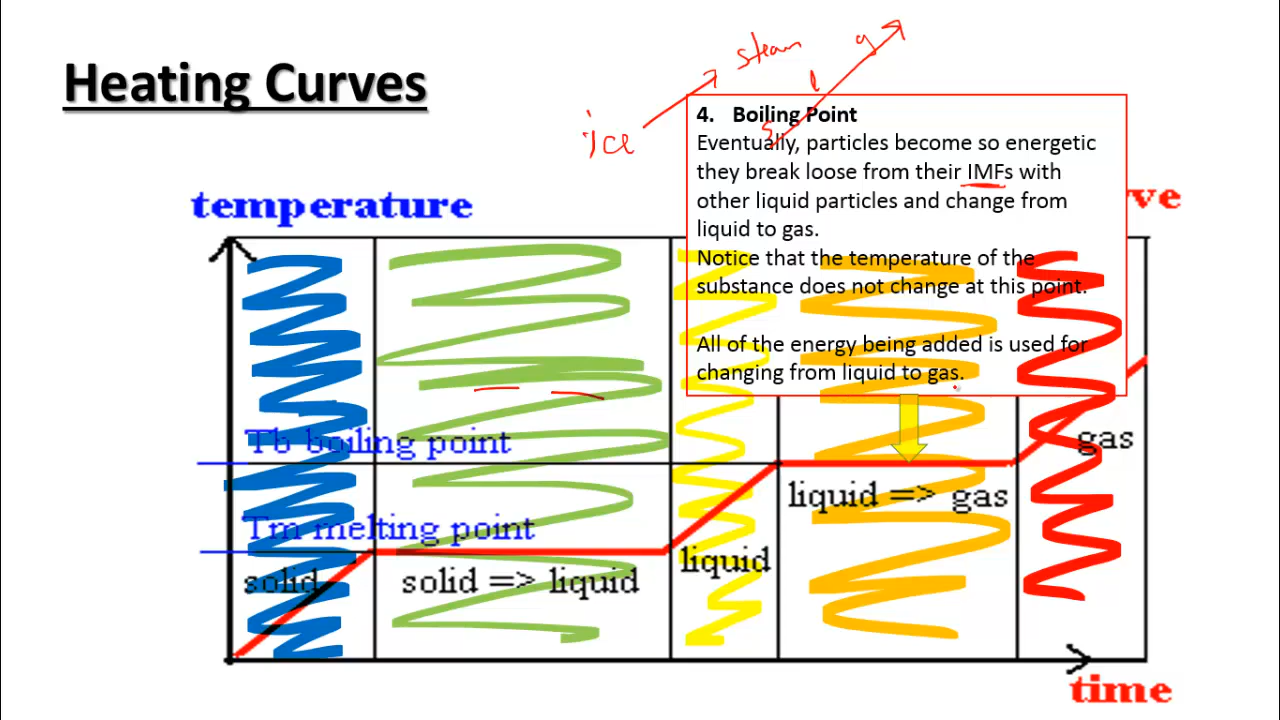 Heating Curves
steam
ice
s
l
g
4. Boiling Point
Eventually, particles become so energetic
they break loose from their IMFs with
other liquid particles and change from
liquid to gas.
Notice that the temperature of the
substance does not change at this point.
All of the energy being added is used for
changing from liquid to gas.
temperature
Tb boiling point
gas
liquid => gas
Tm melting point
liquid
solid
solid => liquid
time